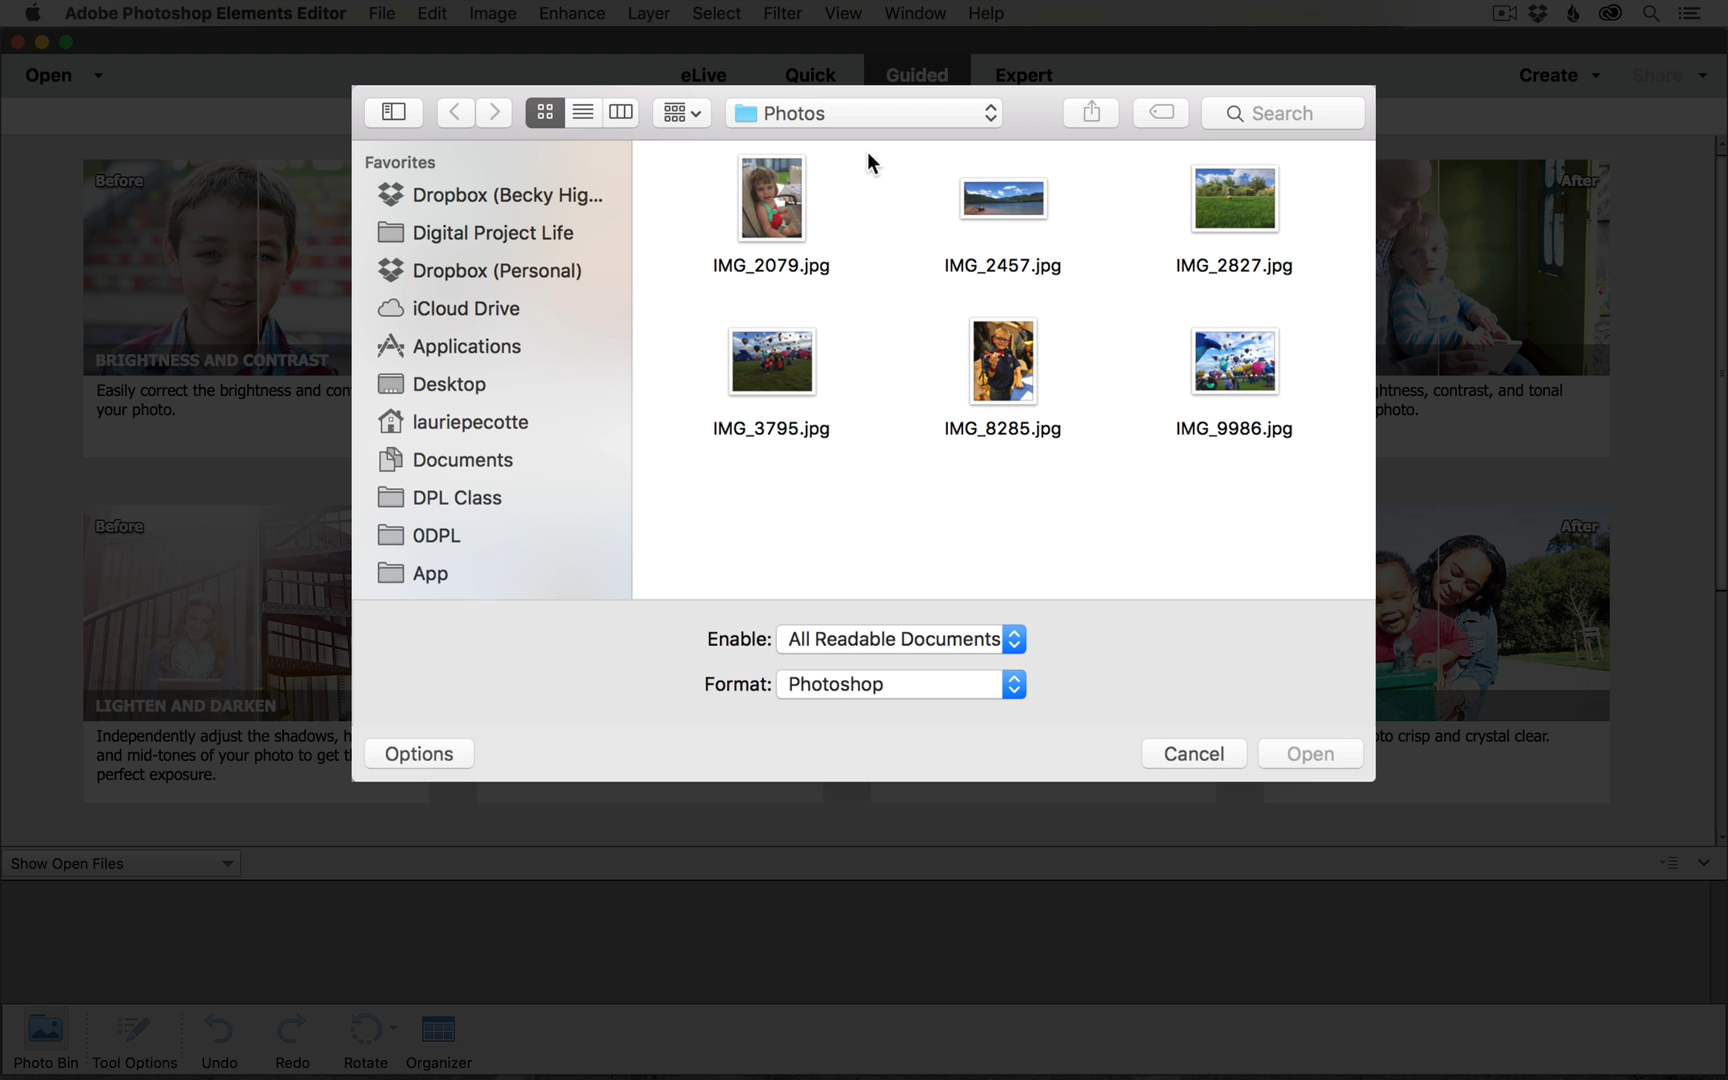 Adobe Photoshop Elements Editor File Edit Image Enhance Layer Select Filter View Window Help
Open eLive Quick Guided Expert Create Share
Photos Search
Favorites
Dropbox (Becky Hig...
Digital Project Life
Dropbox (Personal)
iCloud Drive
Applications
Desktop
lauriepecotte
Documents
DPL Class
ODPL
App
IMG_2079.jpg IMG_2457.jpg IMG_2827.jpg
IMG_3795.jpg IMG_8285.jpg IMG_9986.jpg
Enable: All Readable Documents
Format: Photoshop
Options Cancel Open
Before
BRIGHTNESS AND CONTRAST
Easily correct the brightness and con
your photo.
After
htness, contrast, and tonal
photo.
Before
LIGHTEN AND DARKEN
Independently adjust the shadows, h
and mid-tones of your photo to get t
perfect exposure.
After
to crisp and crystal clear.
Show Open Files
Photo Bin Tool Options Undo Redo Rotate Organizer